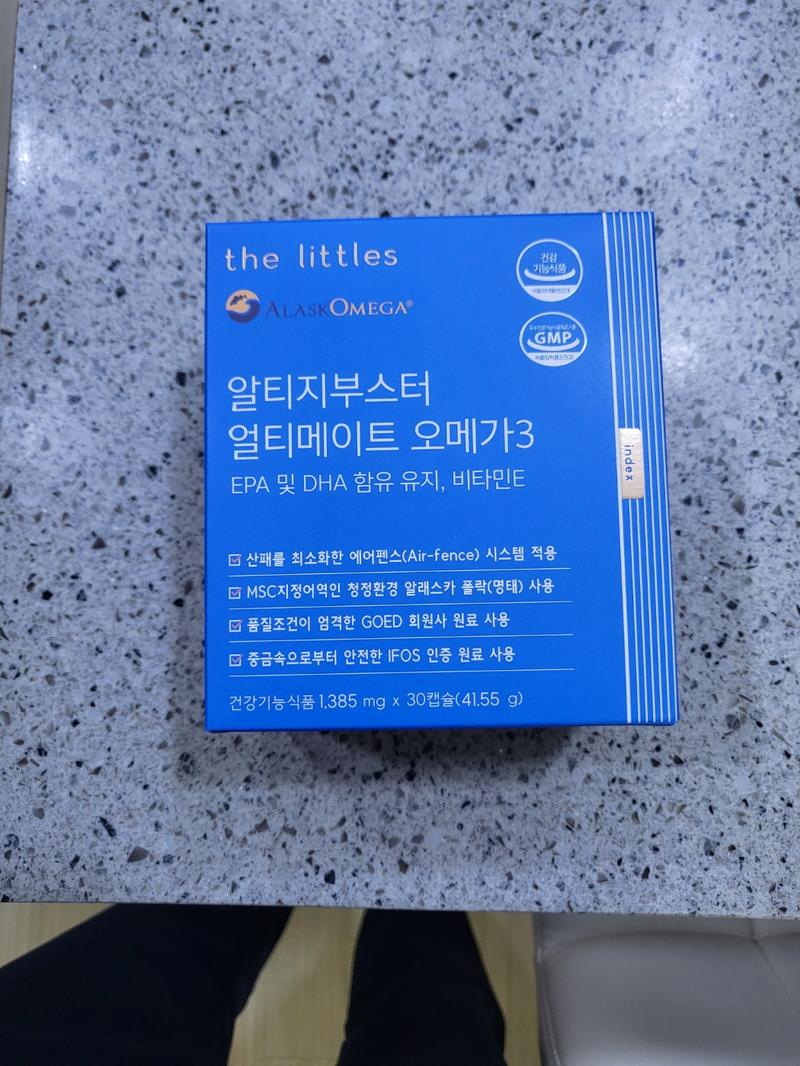 the littles
건강
기능식품
ALASKOMEGA®
GMP
알티지부스터
얼티메이트 오메가3
EPA 및 DHA 함유 유지, 비타민E
index
산패를 최소화한 에어펜스(Air-fence) 시스템 적용
MSC지정어역인 청정환경 알래스카 폴락(명태) 사용
품질조건이 엄격한 GOED 회원사 원료 사용
중금속으로부터 안전한 IFOS 인증 원료 사용
건강기능식품 1,385 mg x 30캡슐(41.55 g)